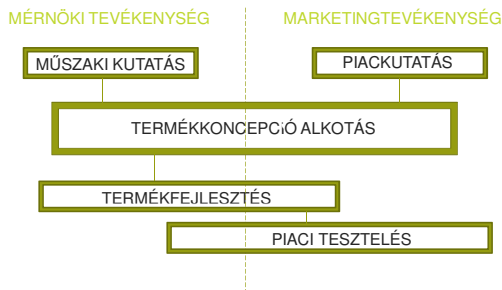 MÉRNÖKI TEVÉKENYSÉG
MARKETINGTEVÉKENYSÉG
MŰSZAKI KUTATÁS
PIACKUTATÁS
TERMÉKKONCEPCIÓ ALKOTÁS
TERMÉKFEJLESZTÉS
PIACI TESZTELÉS